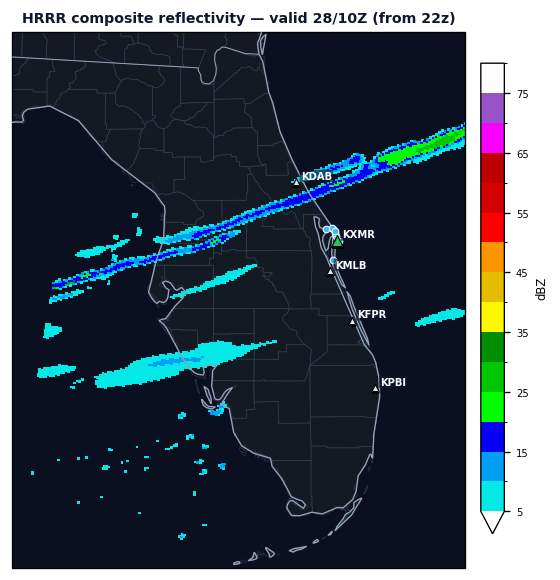 HRRR composite reflectivity — valid 28/10Z (from 22z)
KDAB
KXMR
KMLB
KFPR
KPBI
75
65
55
45
35
25
15
5
dBZ